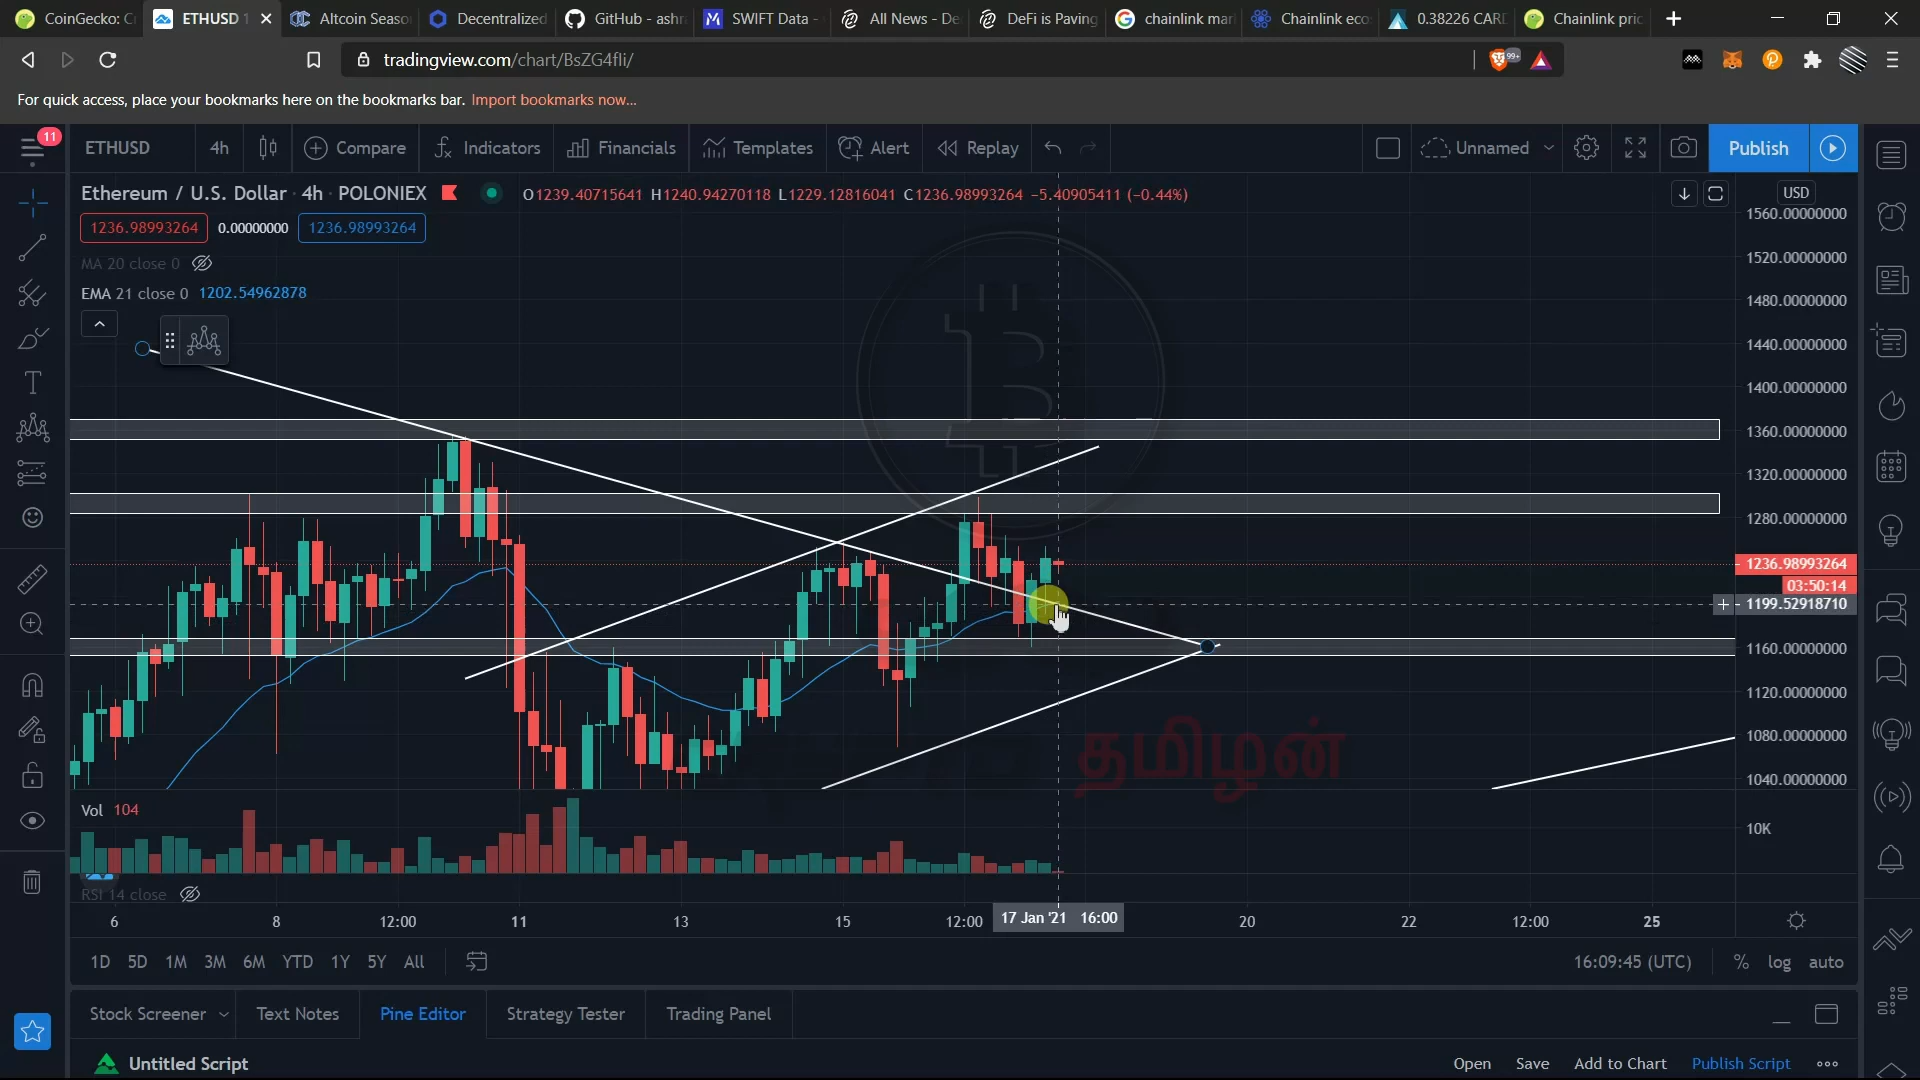 CoinGecko: C
ETHUSD 1
Altcoin Seaso
Decentralized
GitHub - ashr
SWIFT Data -
All News - De
DeFi is Paving
chainlink mar
Chainlink eco
0.38226 CARD
Chainlink pric
tradingview.com/chart/BsZG4fli/
99+
For quick access, place your bookmarks here on the bookmarks bar. Import bookmarks now...
11
ETHUSD 4h Compare Indicators Financials Templates Alert Replay Unnamed Publish
Ethereum / U.S. Dollar · 4h · POLONIEX O1239.40715641 H1240.94270118 L1229.12816041 C1236.98993264 -5.40905411 (-0.44%)
USD
1236.98993264 0.00000000 1236.98993264
MA 20 close 0
EMA 21 close 0 1202.54962878
1560.00000000
1520.00000000
1480.00000000
1440.00000000
1400.00000000
1360.00000000
1320.00000000
1280.00000000
1236.98993264
03:50:14
1199.52918710
1160.00000000
1120.00000000
1080.00000000
1040.00000000
தமிழன்
Vol 104
10K
RSI 14 close
6 8 12:00 11 13 15 12:00 17 Jan '21 16:00 20 22 12:00 25
1D 5D 1M 3M 6M YTD 1Y 5Y All 16:09:45 (UTC) % log auto
Stock Screener Text Notes Pine Editor Strategy Tester Trading Panel
Untitled Script Open Save Add to Chart Publish Script